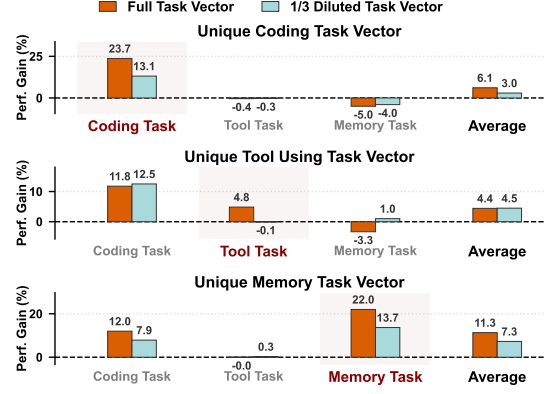 Full Task Vector 1/3 Diluted Task Vector
Unique Coding Task Vector
Perf. Gain (%)
25
0
23.7 13.1 -0.4 -0.3 -5.0 -4.0 6.1 3.0
Coding Task Tool Task Memory Task Average
Unique Tool Using Task Vector
Perf. Gain (%)
10
0
11.8 12.5 4.8 -0.1 -3.3 1.0 4.4 4.5
Coding Task Tool Task Memory Task Average
Unique Memory Task Vector
Perf. Gain (%)
20
0
12.0 7.9 -0.0 0.3 22.0 13.7 11.3 7.3
Coding Task Tool Task Memory Task Average